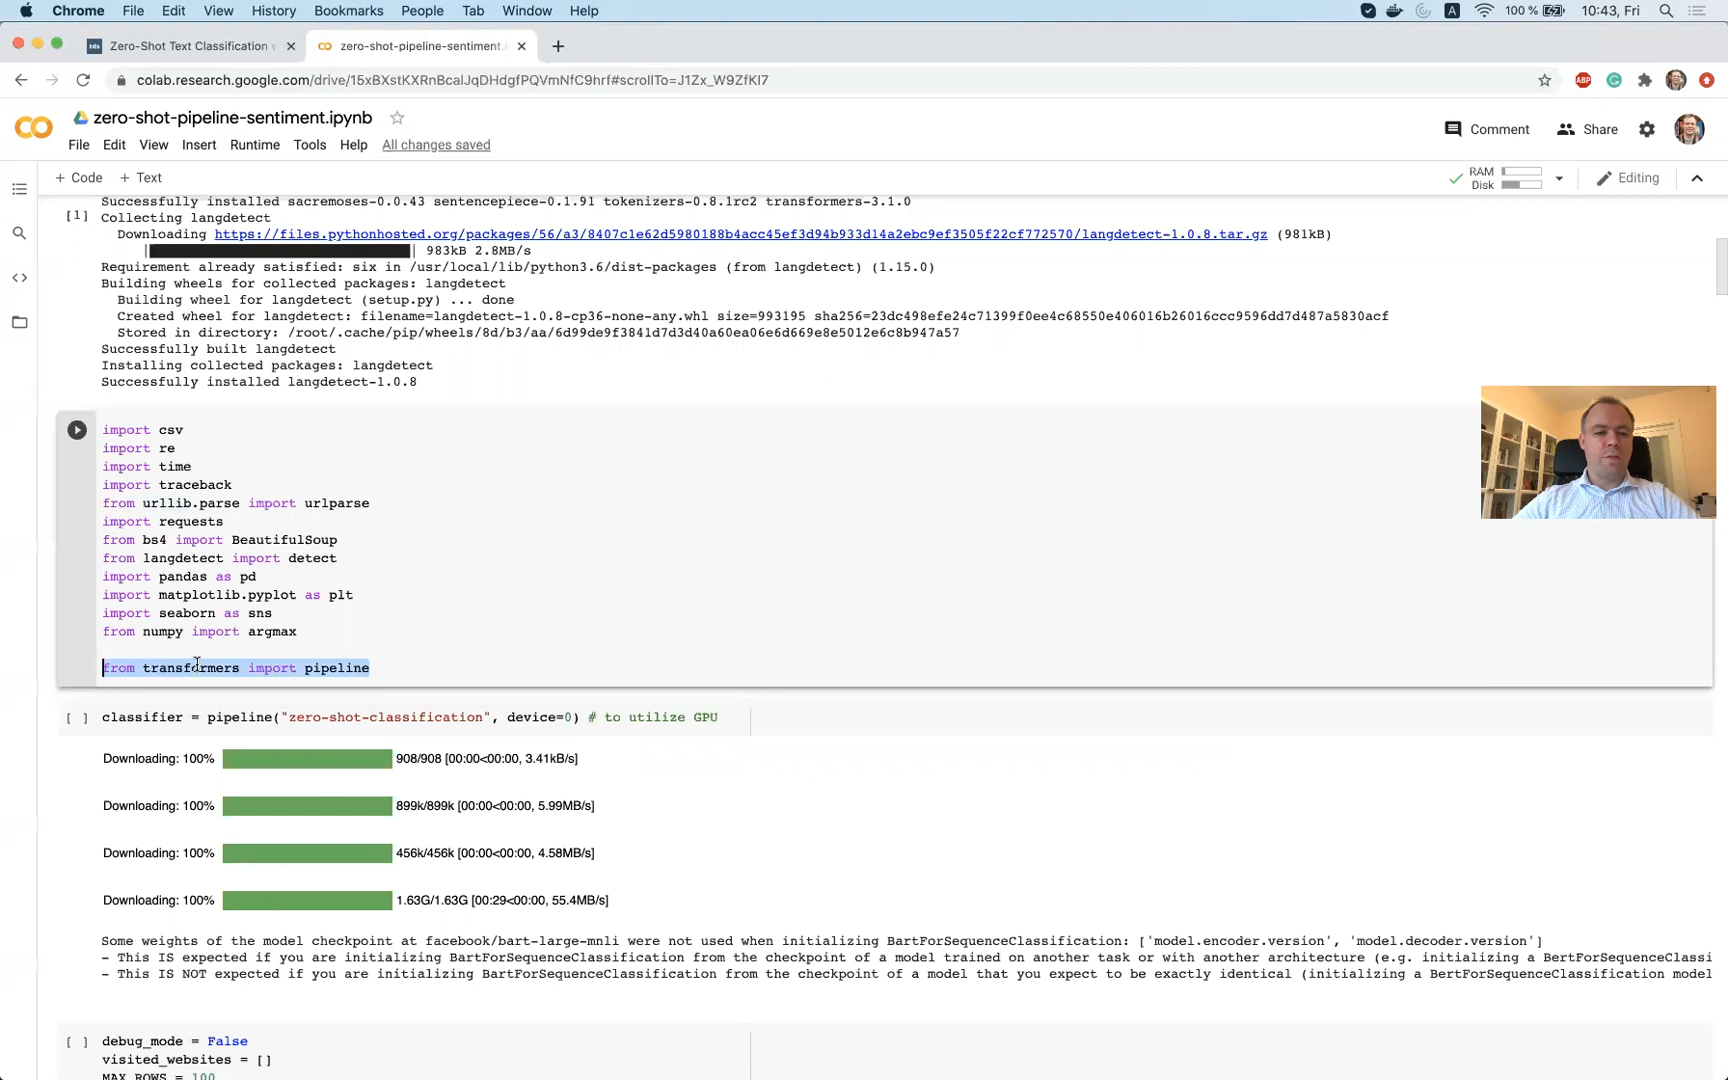 Chrome File Edit View History Bookmarks People Tab Window Help
A 100 % 10:43, Fri
tds Zero-Shot Text Classification zero-shot-pipeline-sentiment.i
colab.research.google.com/drive/15xBXstKXRnBcalJqDHdgfPQVmNfC9hrf#scrollTo=J1Zx_W9ZfKl7
ABP
zero-shot-pipeline-sentiment.ipynb
Comment Share
File Edit View Insert Runtime Tools Help All changes saved
+ Code + Text
RAM
Disk
Editing
Successfully installed sacremoses-0.0.43 sentencepiece-0.1.91 tokenizers-0.8.1rc2 transformers-3.1.0
[1] Collecting langdetect
Downloading https://files.pythonhosted.org/packages/56/a3/8407c1e62d5980188b4acc45ef3d94b933d14a2ebc9ef3505f22cf772570/langdetect-1.0.8.tar.gz (981kB)
|████████████████████████████████| 983kB 2.8MB/s
Requirement already satisfied: six in /usr/local/lib/python3.6/dist-packages (from langdetect) (1.15.0)
Building wheels for collected packages: langdetect
Building wheel for langdetect (setup.py) ... done
Created wheel for langdetect: filename=langdetect-1.0.8-cp36-none-any.whl size=993195 sha256=23dc498efe24c71399f0ee4c68550e406016b26016ccc9596dd7d487a5830acf
Stored in directory: /root/.cache/pip/wheels/8d/b3/aa/6d99de9f3841d7d3d40a60ea06e6d669e8e5012e6c8b947a57
Successfully built langdetect
Installing collected packages: langdetect
Successfully installed langdetect-1.0.8
import csv
import re
import time
import traceback
from urllib.parse import urlparse
import requests
from bs4 import BeautifulSoup
from langdetect import detect
import pandas as pd
import matplotlib.pyplot as plt
import seaborn as sns
from numpy import argmax
from transformers import pipeline
[ ] classifier = pipeline("zero-shot-classification", device=0) # to utilize GPU
Downloading: 100% 908/908 [00:00<00:00, 3.41kB/s]
Downloading: 100% 899k/899k [00:00<00:00, 5.99MB/s]
Downloading: 100% 456k/456k [00:00<00:00, 4.58MB/s]
Downloading: 100% 1.63G/1.63G [00:29<00:00, 55.4MB/s]
Some weights of the model checkpoint at facebook/bart-large-mnli were not used when initializing BartForSequenceClassification: ['model.encoder.version', 'model.decoder.version']
- This IS expected if you are initializing BartForSequenceClassification from the checkpoint of a model trained on another task or with another architecture (e.g. initializing a BertForSequenceClassi
- This IS NOT expected if you are initializing BartForSequenceClassification from the checkpoint of a model that you expect to be exactly identical (initializing a BertForSequenceClassification model
[ ] debug_mode = False
visited_websites = []
MAX_ROWS = 100